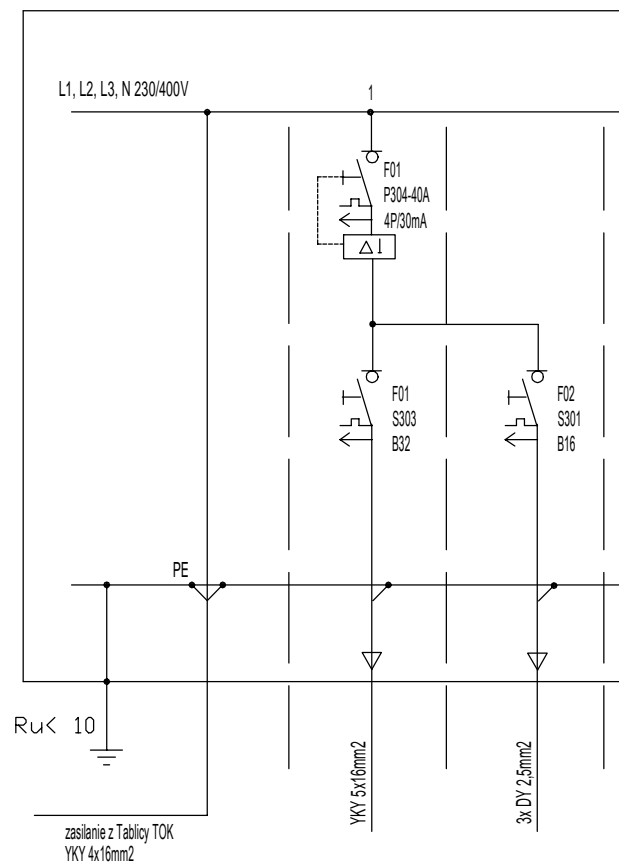 L1, L2, L3, N 230/400V
1
F01
P304-40A
4P/30mA
F01
S303
B32
F02
S301
B16
PE
Ru< 10
YKY 5x16mm2
3x DY 2,5mm2
zasilanie z Tablicy TOK
YKY 4x16mm2